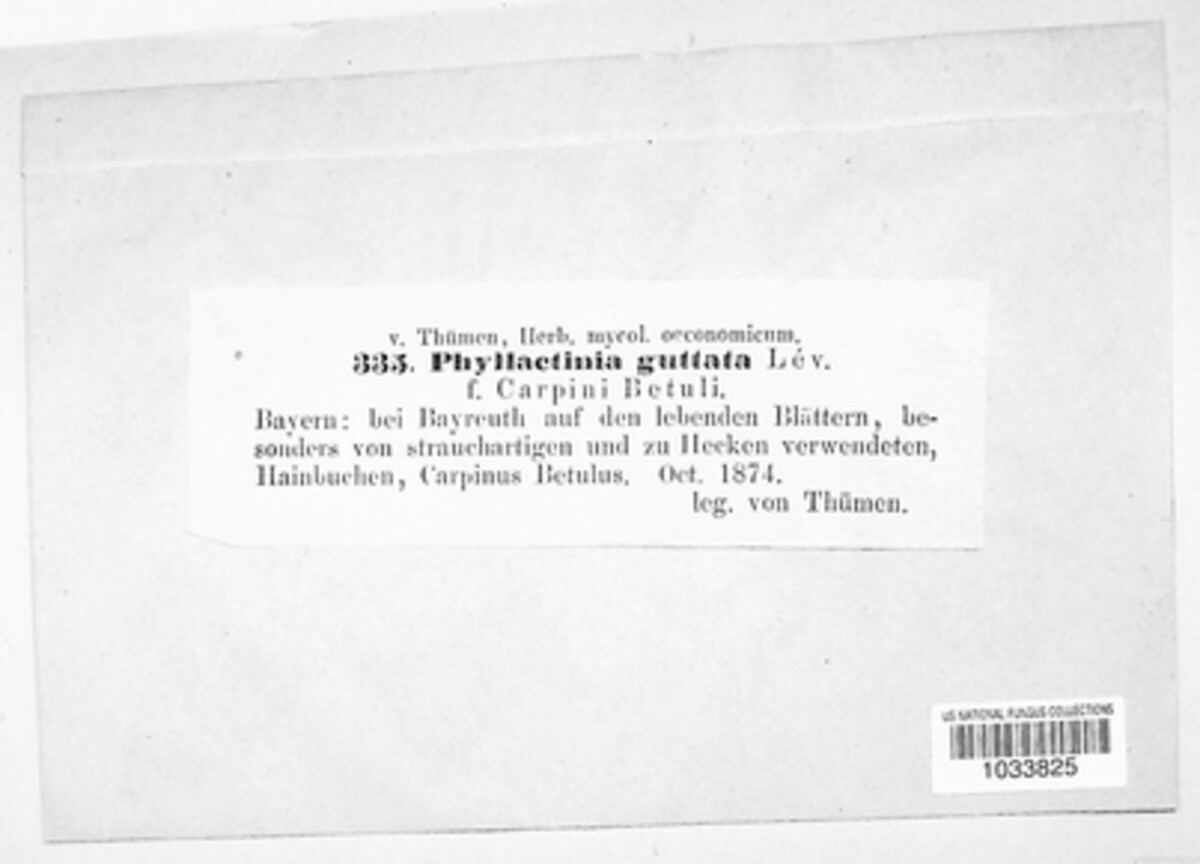 v. Thümen, Herb. mycol. oeconomicum.
335. Phyllactinia guttata Lév.
f. Carpini Betuli.
Bayern: bei Bayreuth auf den lebenden Blättern, be-
sonders von strauchartigen und zu Hecken verwendeten,
Hainbuchen, Carpinus Betulus. Oct. 1874.
leg. von Thümen.
US NATIONAL FUNGUS COLLECTIONS
1033825